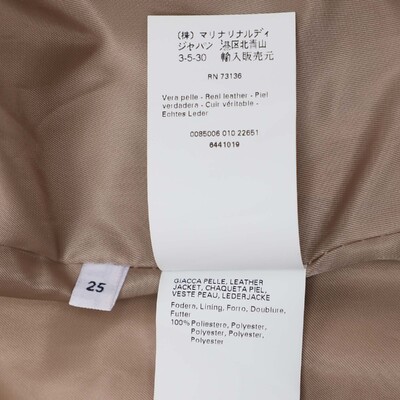 (株) マリナリナルディ
ジャパン 港区北青山
3-5-30 輸入販売元
RN 73136
Vera pelle - Real leather - Piel
verdadera - Cuir véritable -
Echtes Leder
0085006 010 22651
6441019
25
GIACCA PELLE, LEATHER
JACKET, CHAQUETA PIEL,
VESTE PEAU, LEDERJACKE
Fodera, Lining, Forro, Doublure,
Futter
100% Poliestere, Polyester,
Polyester, Polyester,
Polyester